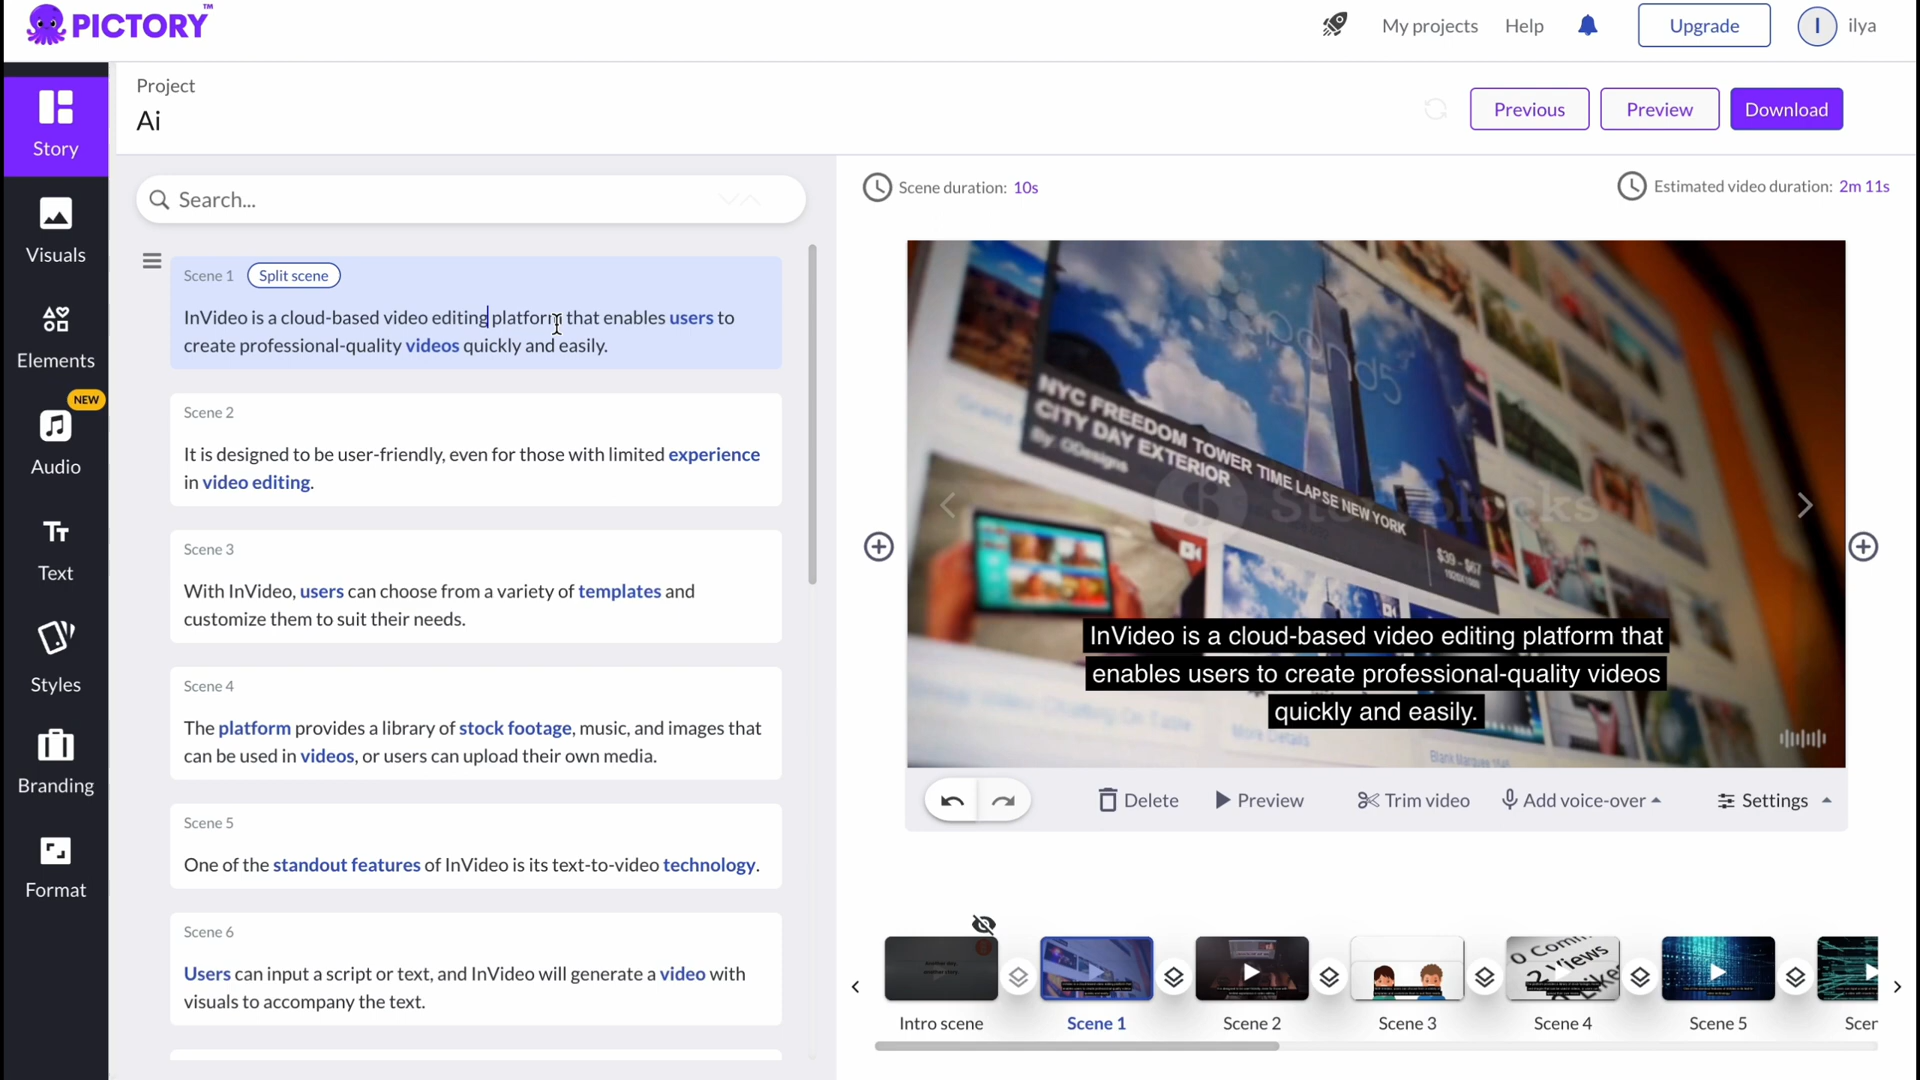 PICTORY™
My projects
Help
Upgrade
I
ilya
Story
Visuals
Elements
NEW
Audio
Text
Styles
Branding
Format
Project
Ai
Previous
Preview
Download
Search...
Scene 1
Split scene
InVideo is a cloud-based video editing platform that enables users to
create professional-quality videos quickly and easily.
Scene 2
It is designed to be user-friendly, even for those with limited experience
in video editing.
Scene 3
With InVideo, users can choose from a variety of templates and
customize them to suit their needs.
Scene 4
The platform provides a library of stock footage, music, and images that
can be used in videos, or users can upload their own media.
Scene 5
One of the standout features of InVideo is its text-to-video technology.
Scene 6
Users can input a script or text, and InVideo will generate a video with
visuals to accompany the text.
Scene duration: 10s
Estimated video duration: 2m 11s
NYC FREEDOM TOWER TIME LAPSE NEW YORK
CITY DAY EXTERIOR
$39 - $67
More Details
InVideo is a cloud-based video editing platform that
enables users to create professional-quality videos
quickly and easily.
Delete
Preview
Trim video
Add voice-over
Settings
Intro scene
Scene 1
Scene 2
Scene 3
Scene 4
Scene 5
Scer